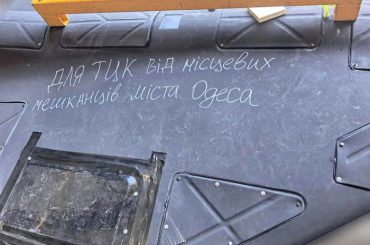 ДЛЯ ТЦК від місцевих
мешканців міста Одеса